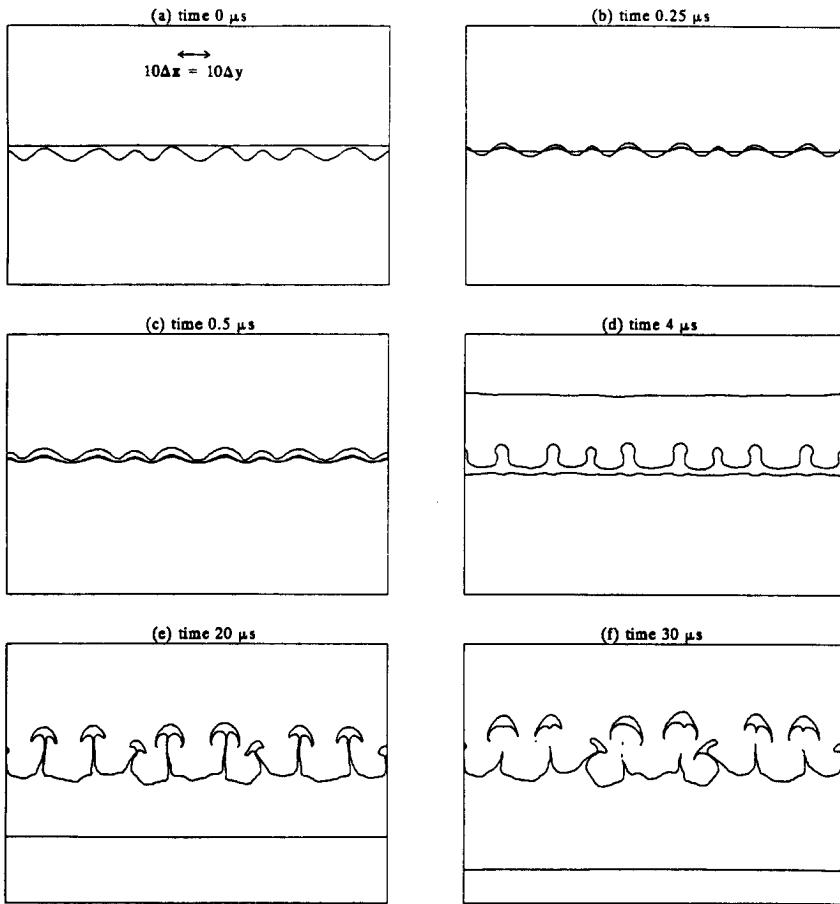 (a) time 0 μs
(b) time 0.25 μs
10Δx = 10Δy
(c) time 0.5 μs
(d) time 4 μs
(e) time 20 μs
(f) time 30 μs